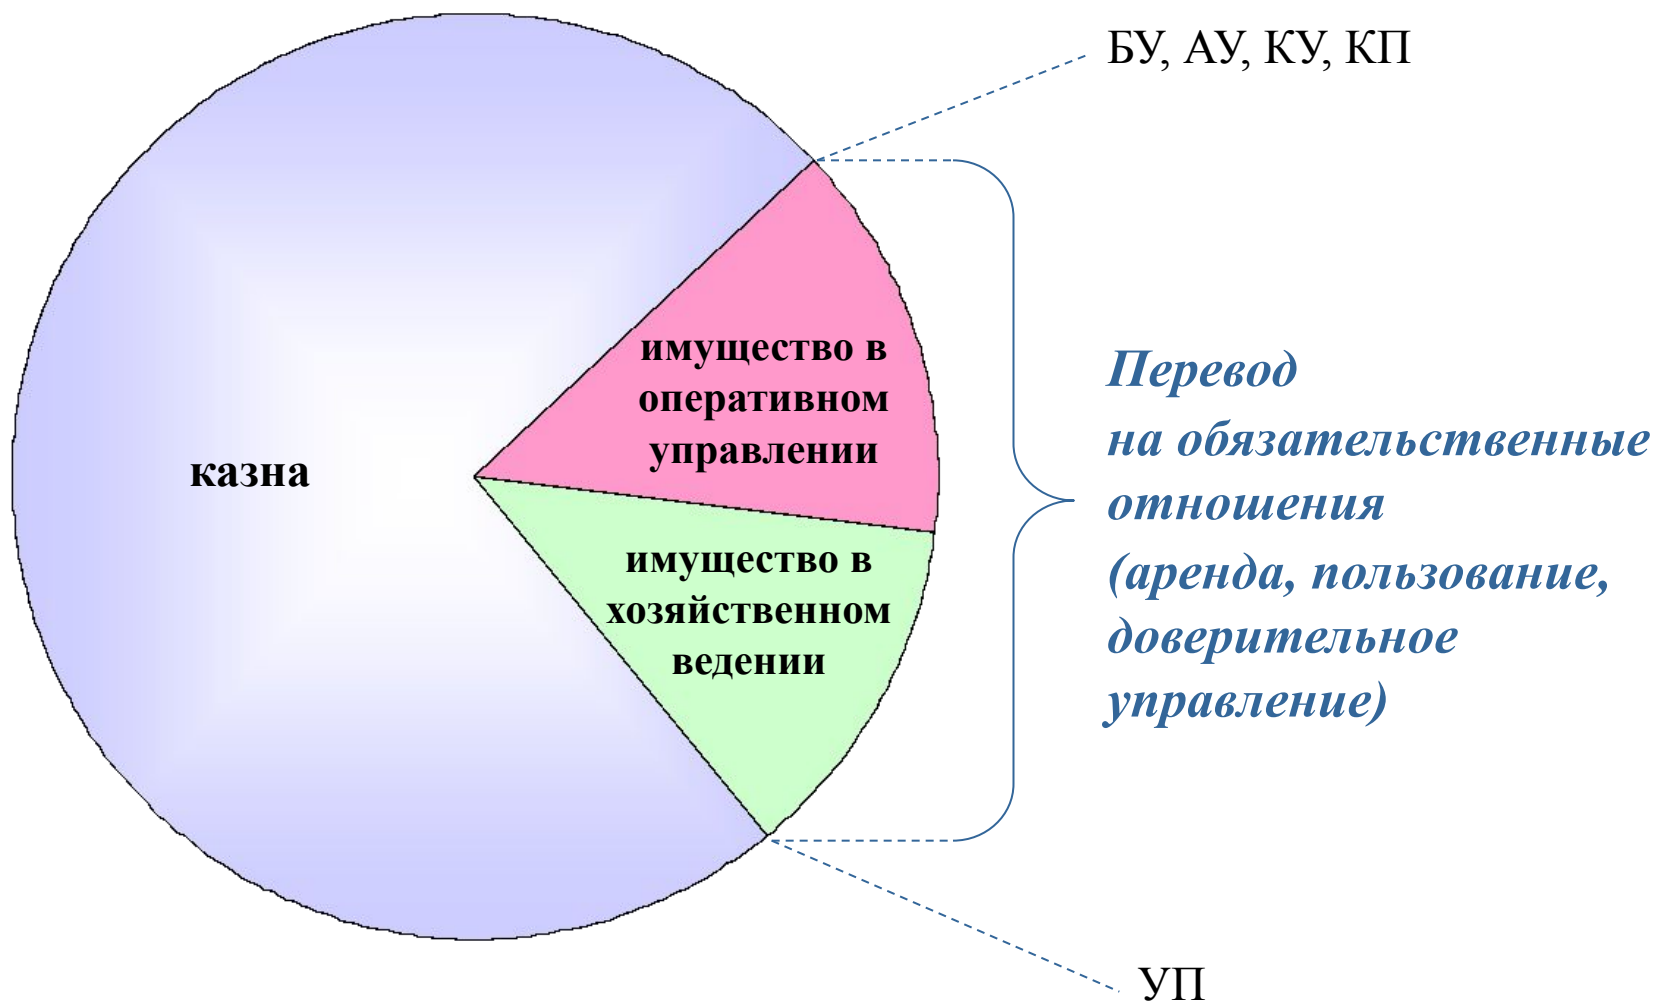 БУ, АУ, КУ, КП
имущество в
оперативном
управлении
казна
имущество в
хозяйственном
ведении
Перевод
на обязательственные
отношения
(аренда, пользование,
доверительное
управление)
УП